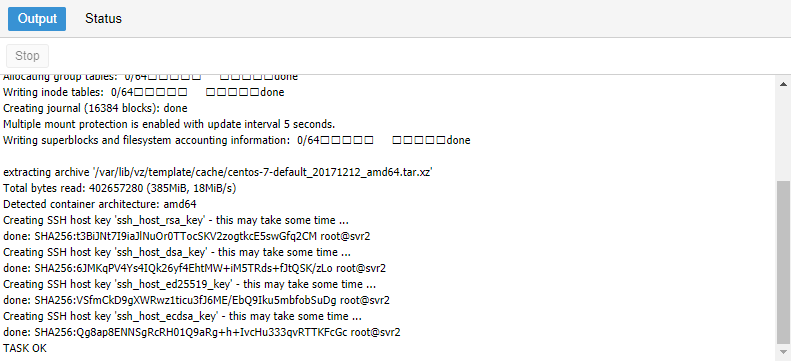 Output Status
Stop
Allocating group tables: 0/64□□□□□ □□□□□done
Writing inode tables: 0/64□□□□□ □□□□□done
Creating journal (16384 blocks): done
Multiple mount protection is enabled with update interval 5 seconds.
Writing superblocks and filesystem accounting information: 0/64□□□□□ □□□□□done
extracting archive '/var/lib/vz/template/cache/centos-7-default_20171212_amd64.tar.xz'
Total bytes read: 402657280 (385MiB, 18MiB/s)
Detected container architecture: amd64
Creating SSH host key 'ssh_host_rsa_key' - this may take some time ...
done: SHA256:t3BiJNt7I9iaJlNuOr0TTocSKV2zogtkcE5swGfq2CM root@svr2
Creating SSH host key 'ssh_host_dsa_key' - this may take some time ...
done: SHA256:6JMKqPV4Ys4IQk26yf4EhtMW+iM5TRds+fJtQSK/zLo root@svr2
Creating SSH host key 'ssh_host_ed25519_key' - this may take some time ...
done: SHA256:VSfmCkD9gXWRwz1ticu3fJ6ME/EbQ9Iku5mbfobSuDg root@svr2
Creating SSH host key 'ssh_host_ecdsa_key' - this may take some time ...
done: SHA256:Qg8ap8ENNSgRcRH01Q9aRg+h+IvcHu333qvRTTKFcGc root@svr2
TASK OK